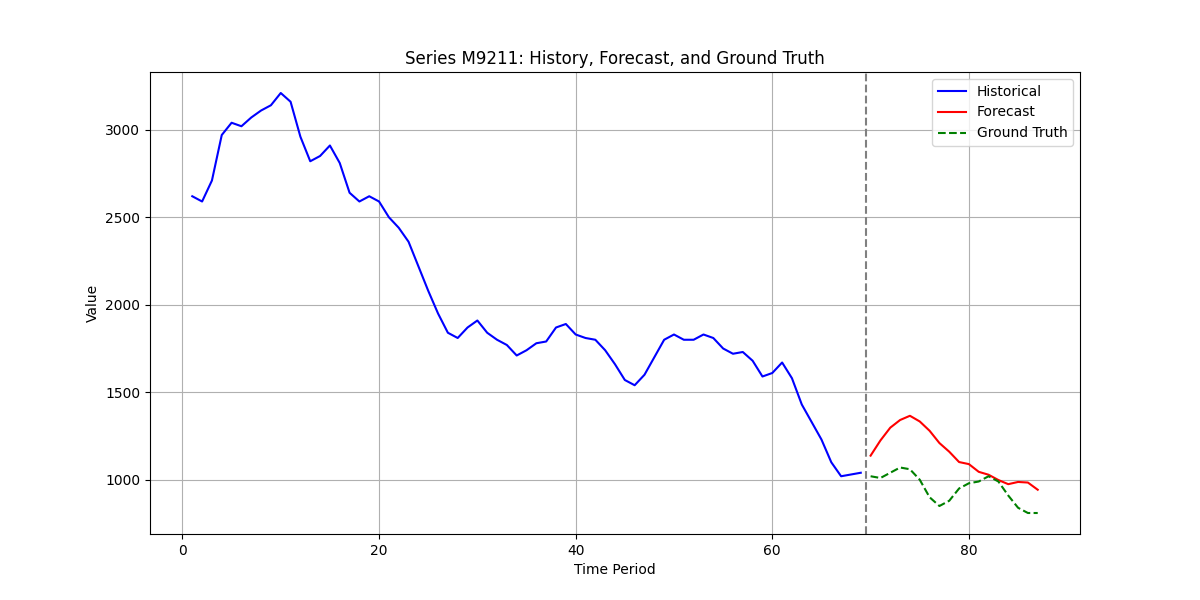 Series M9211: History, Forecast, and Ground Truth
Historical
Forecast
Ground Truth
3000
2500
2000
1500
1000
Value
0 20 40 60 80
Time Period